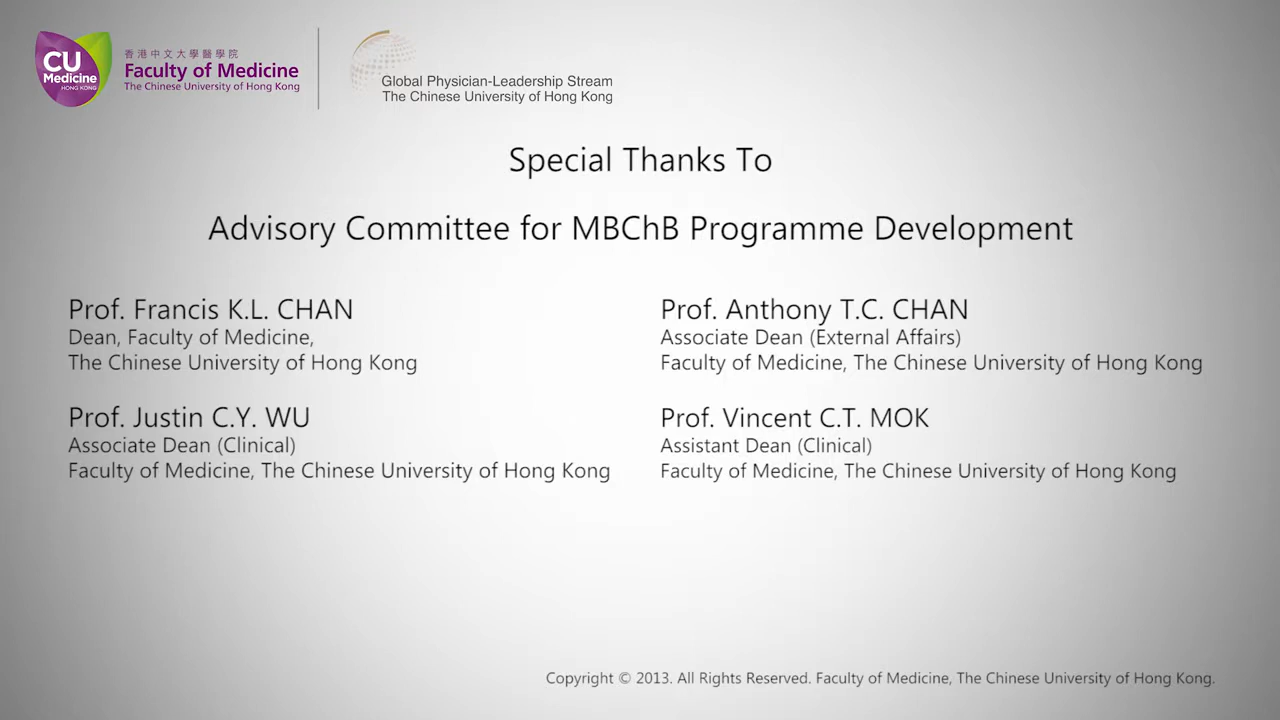 CU
Medicine
HONG KONG
香港中文大學醫學院
Faculty of Medicine
The Chinese University of Hong Kong
Global Physician-Leadership Stream
The Chinese University of Hong Kong
Special Thanks To
Advisory Committee for MBChB Programme Development
Prof. Francis K.L. CHAN
Dean, Faculty of Medicine,
The Chinese University of Hong Kong
Prof. Anthony T.C. CHAN
Associate Dean (External Affairs)
Faculty of Medicine, The Chinese University of Hong Kong
Prof. Justin C.Y. WU
Associate Dean (Clinical)
Faculty of Medicine, The Chinese University of Hong Kong
Prof. Vincent C.T. MOK
Assistant Dean (Clinical)
Faculty of Medicine, The Chinese University of Hong Kong
Copyright © 2013. All Rights Reserved. Faculty of Medicine, The Chinese University of Hong Kong.